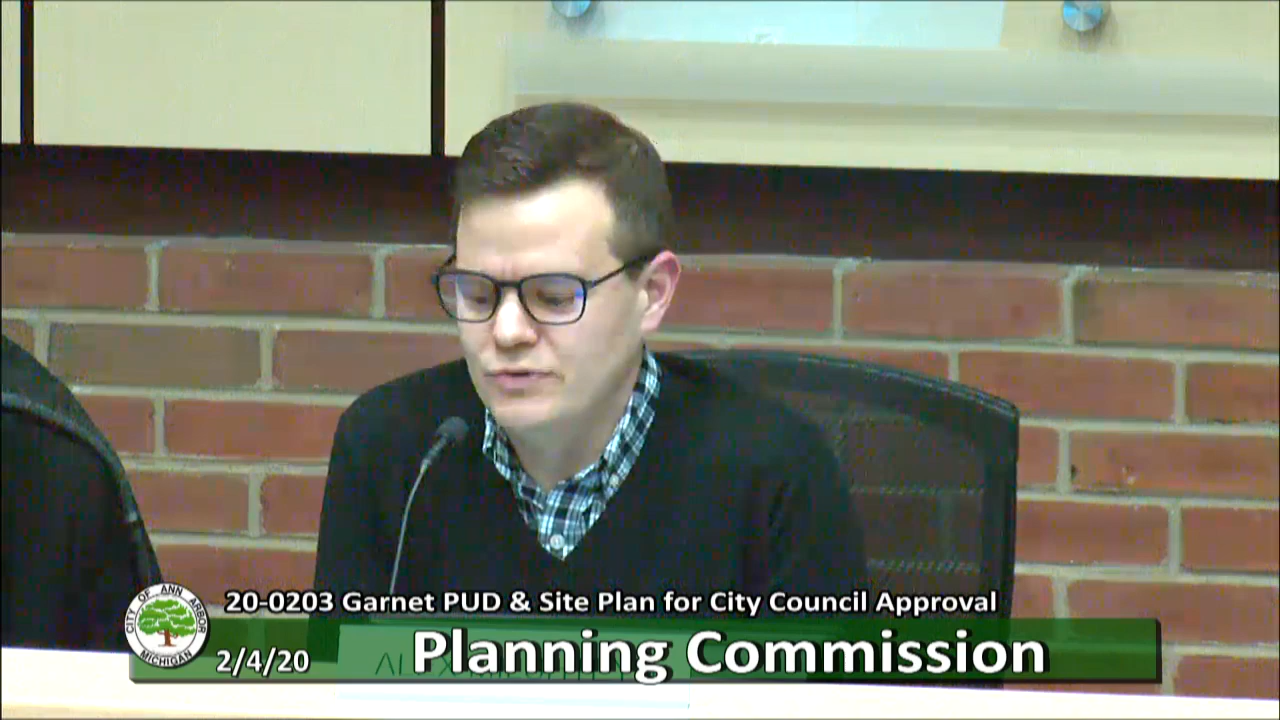 20-0203 Garnet PUD & Site Plan for City Council Approval
CITY OF ANN ARBOR
MICHIGAN
2/4/20
Planning Commission